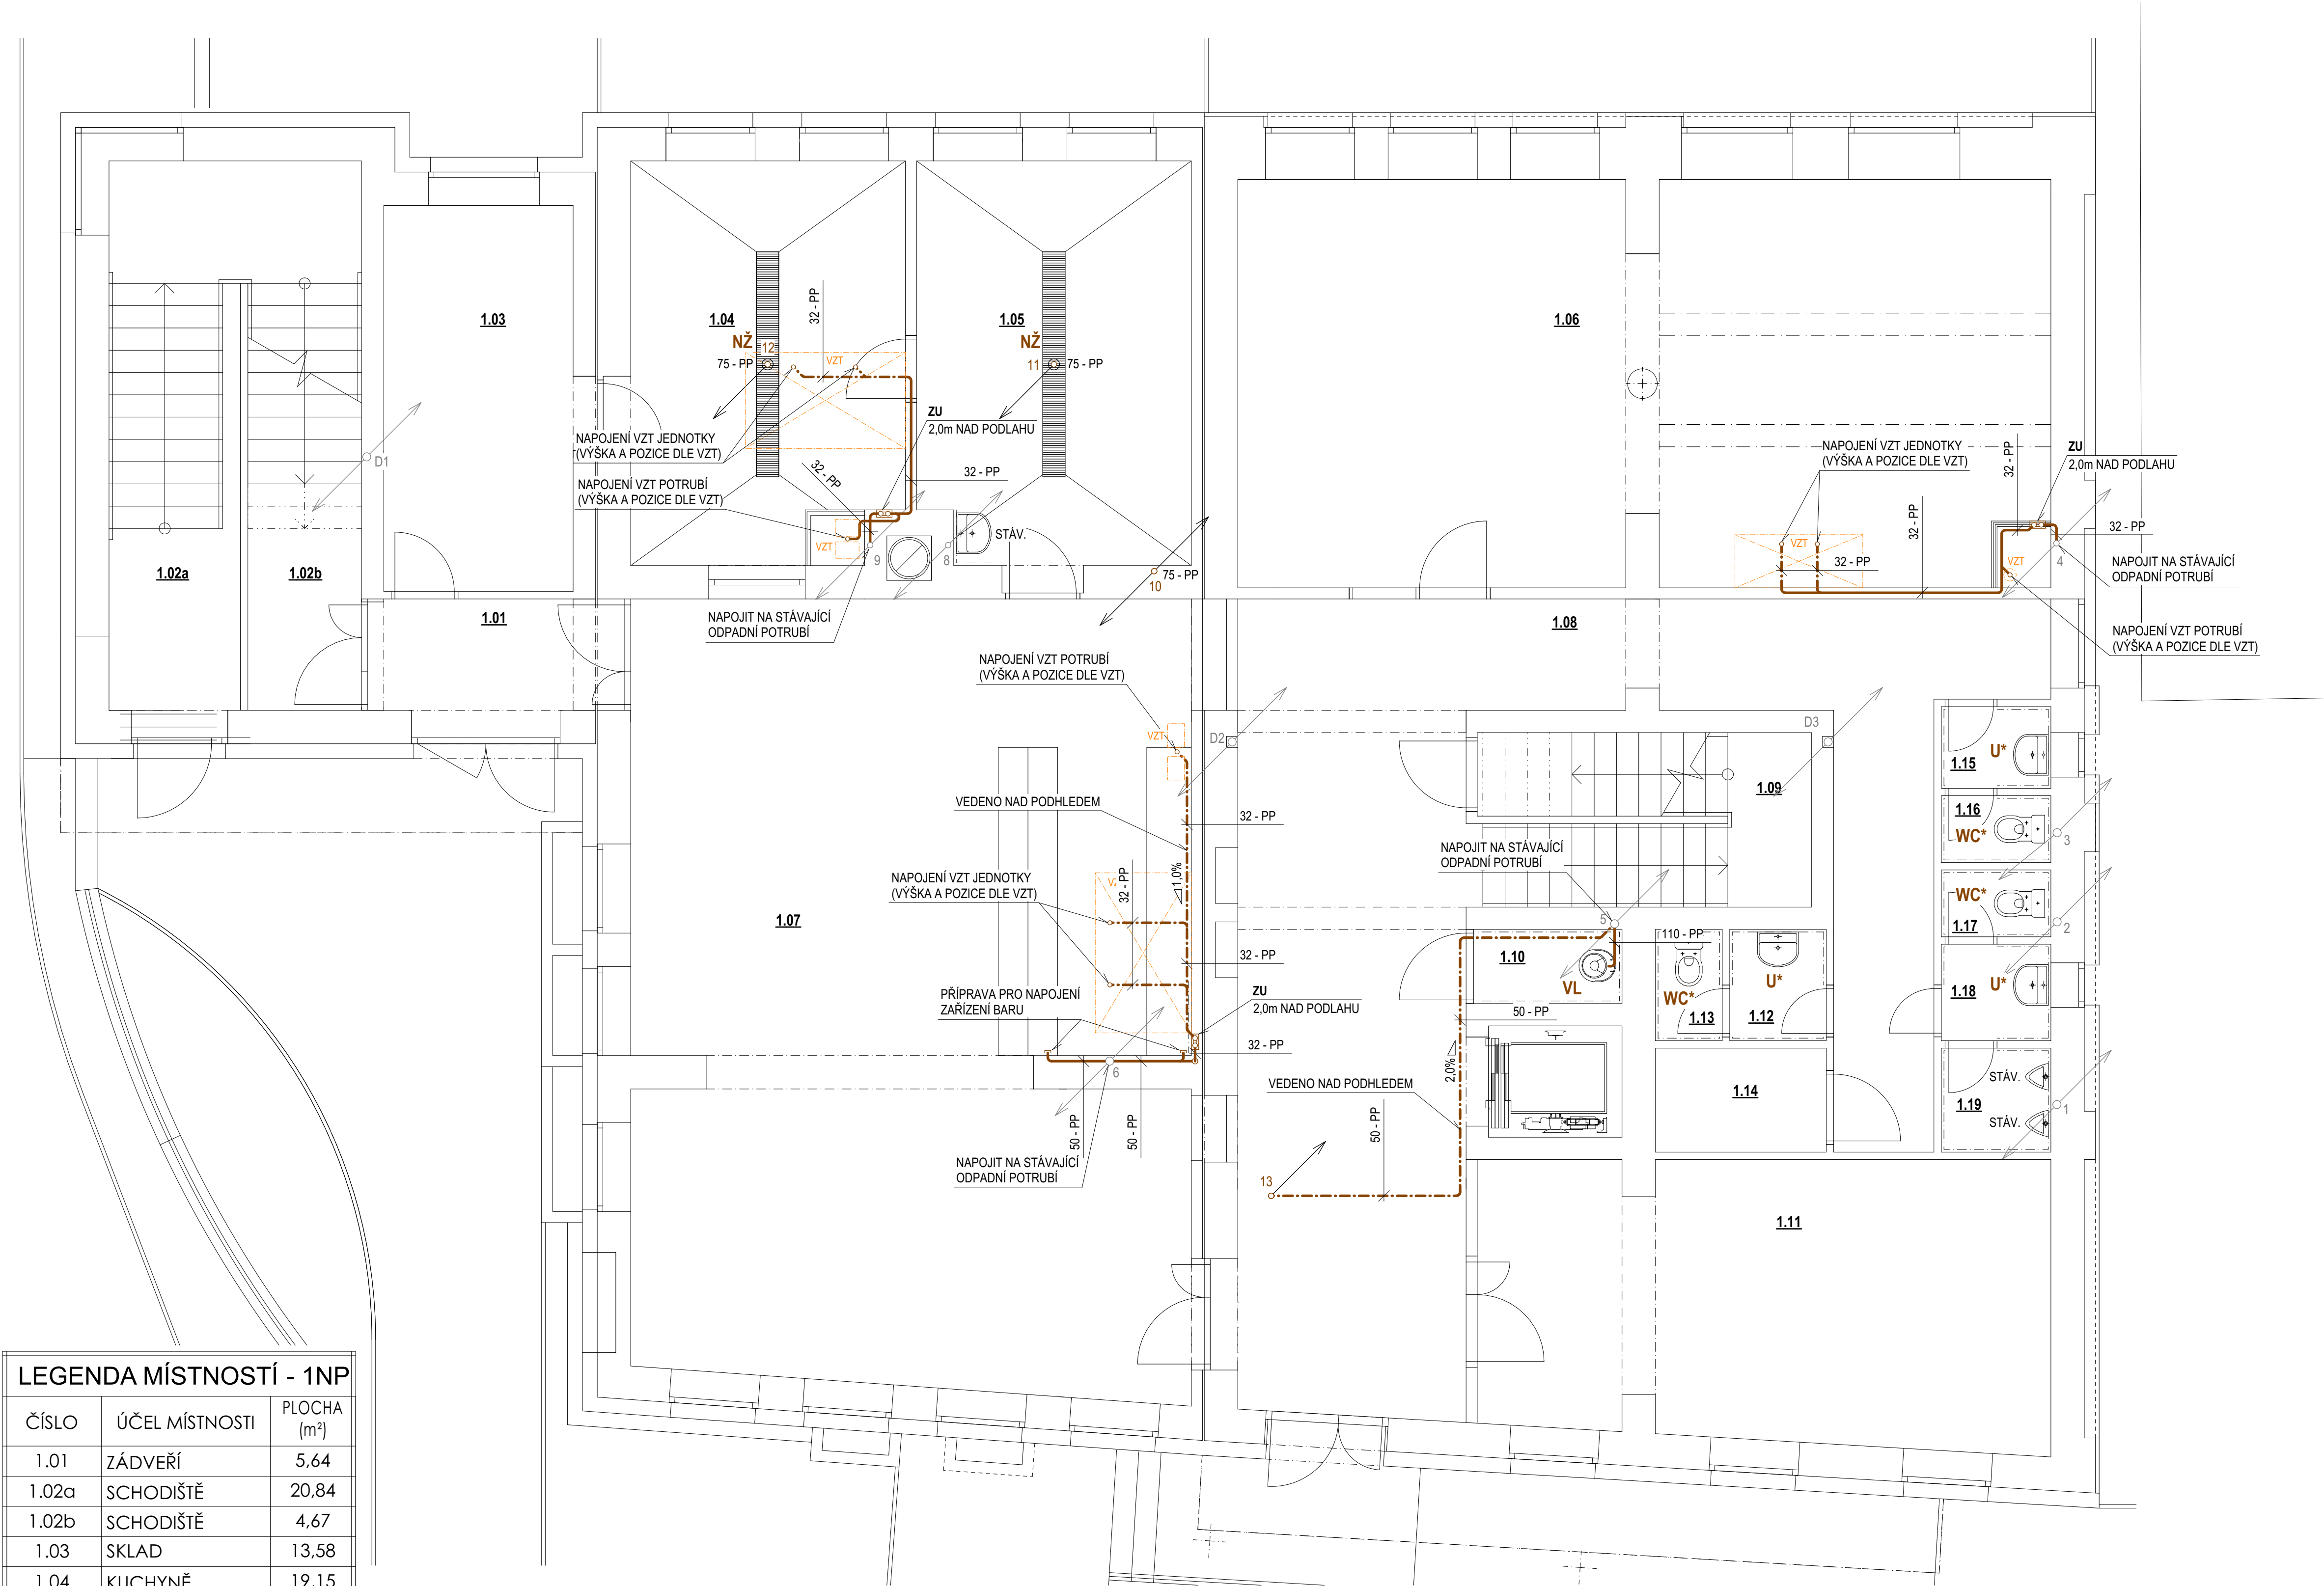 1.03
1.04
NŽ
12
75 - PP
32 - PP
VZT
1.05
NŽ
11
75 - PP
1.06
ZU
2,0m NAD PODLAHU
NAPOJENÍ VZT JEDNOTKY
(VÝŠKA A POZICE DLE VZT)
NAPOJENÍ VZT POTRUBÍ
(VÝŠKA A POZICE DLE VZT)
32 - PP
32 - PP
D1
VZT
9
8
STÁV.
10
75 - PP
NAPOJIT NA STÁVAJÍCÍ
ODPADNÍ POTRUBÍ
1.02a
1.02b
1.01
NAPOJENÍ VZT JEDNOTKY
(VÝŠKA A POZICE DLE VZT)
32 - PP
ZU
2,0m NAD PODLAHU
32 - PP
32 - PP
VZT
32 - PP
VZT
4
NAPOJIT NA STÁVAJÍCÍ
ODPADNÍ POTRUBÍ
NAPOJENÍ VZT POTRUBÍ
(VÝŠKA A POZICE DLE VZT)
1.08
NAPOJENÍ VZT POTRUBÍ
(VÝŠKA A POZICE DLE VZT)
VZT
D2
D3
VEDENO NAD PODHLEDEM
32 - PP
1.09
U*
1.15
1.16
WC*
3
NAPOJENÍ VZT JEDNOTKY
(VÝŠKA A POZICE DLE VZT)
32 - PP
1,0%
NAPOJIT NA STÁVAJÍCÍ
ODPADNÍ POTRUBÍ
5
WC*
1.17
2
1.07
32 - PP
110 - PP
1.10
VL
WC*
1.13
U*
1.12
U*
1.18
PŘÍPRAVA PRO NAPOJENÍ
ZAŘÍZENÍ BARU
ZU
2,0m NAD PODLAHU
50 - PP
32 - PP
6
2,0%
VEDENO NAD PODHLEDEM
1.14
STÁV.
1.19
STÁV.
1
50 - PP
50 - PP
50 - PP
NAPOJIT NA STÁVAJÍCÍ
ODPADNÍ POTRUBÍ
13
1.11
LEGENDA MÍSTNOSTÍ - 1NP
ČÍSLO ÚČEL MÍSTNOSTI PLOCHA
(m²)
1.01 ZÁDVEŘÍ 5,64
1.02a SCHODIŠTĚ 20,84
1.02b SCHODIŠTĚ 4,67
1.03 SKLAD 13,58
1.04 KUCHYNĚ 19,15